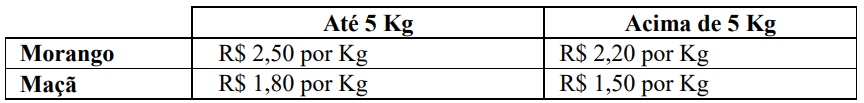 Até 5 Kg Acima de 5 Kg
Morango R$ 2,50 por Kg R$ 2,20 por Kg
Maçã R$ 1,80 por Kg R$ 1,50 por Kg